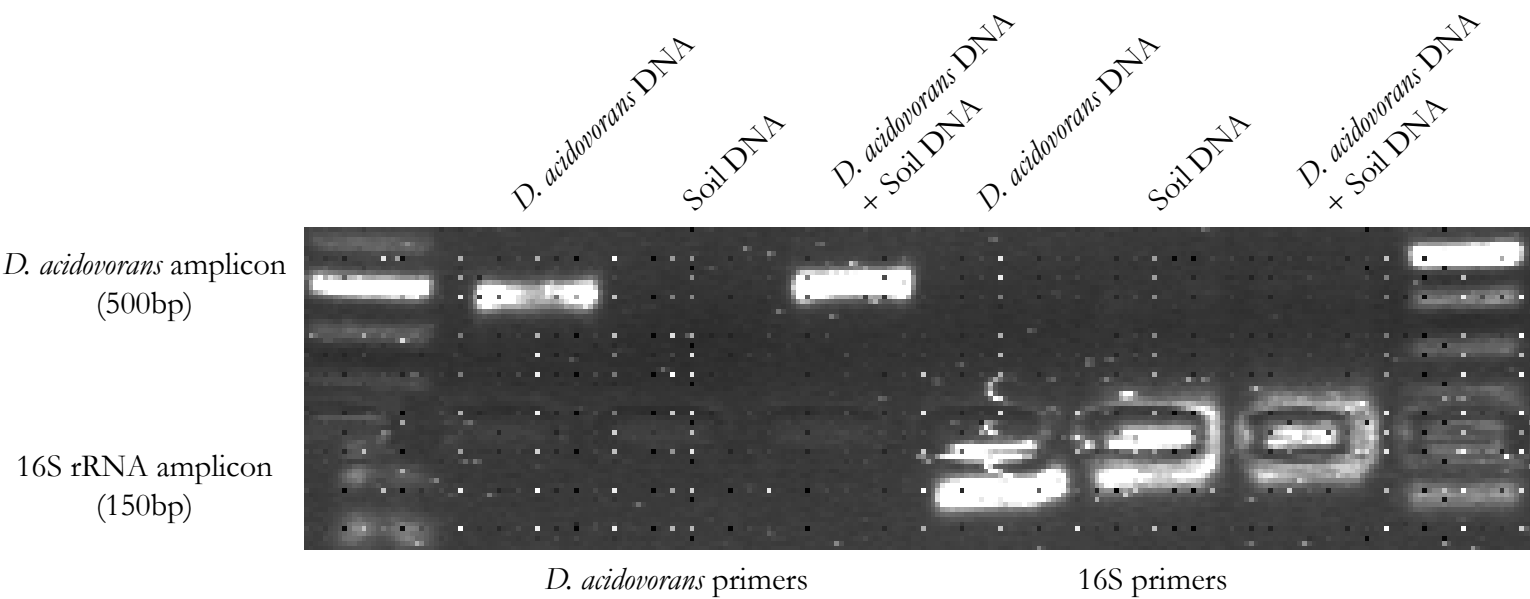 D. acidovorans DNA
Soil DNA
D. acidovorans DNA
+ Soil DNA
D. acidovorans DNA
Soil DNA
D. acidovorans DNA
+ Soil DNA
D. acidovorans amplicon
(500bp)
16S rRNA amplicon
(150bp)
D. acidovorans primers
16S primers